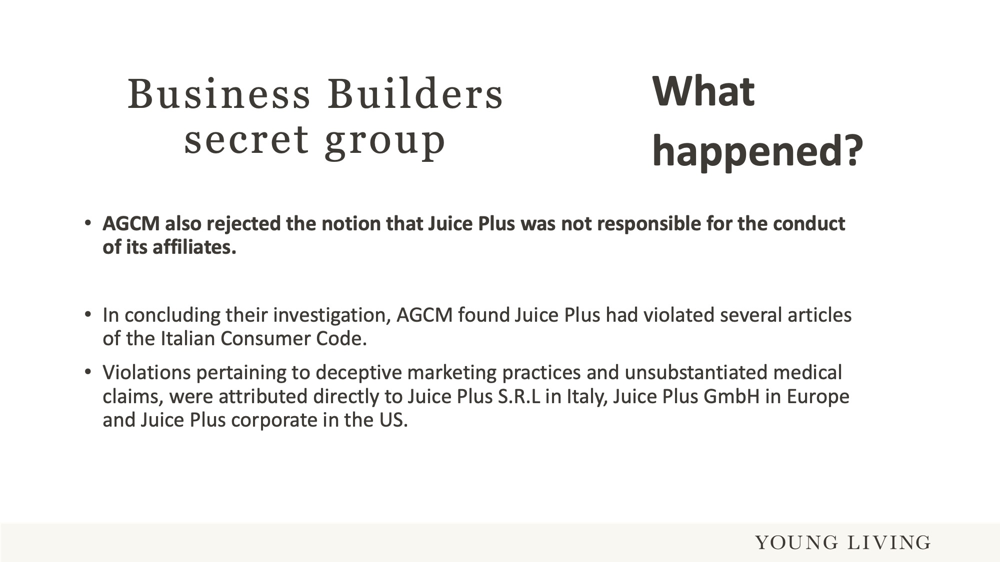 Business Builders
secret group
What
happened?
• AGCM also rejected the notion that Juice Plus was not responsible for the conduct
of its affiliates.
• In concluding their investigation, AGCM found Juice Plus had violated several articles
of the Italian Consumer Code.
• Violations pertaining to deceptive marketing practices and unsubstantiated medical
claims, were attributed directly to Juice Plus S.R.L in Italy, Juice Plus GmbH in Europe
and Juice Plus corporate in the US.
YOUNG LIVING